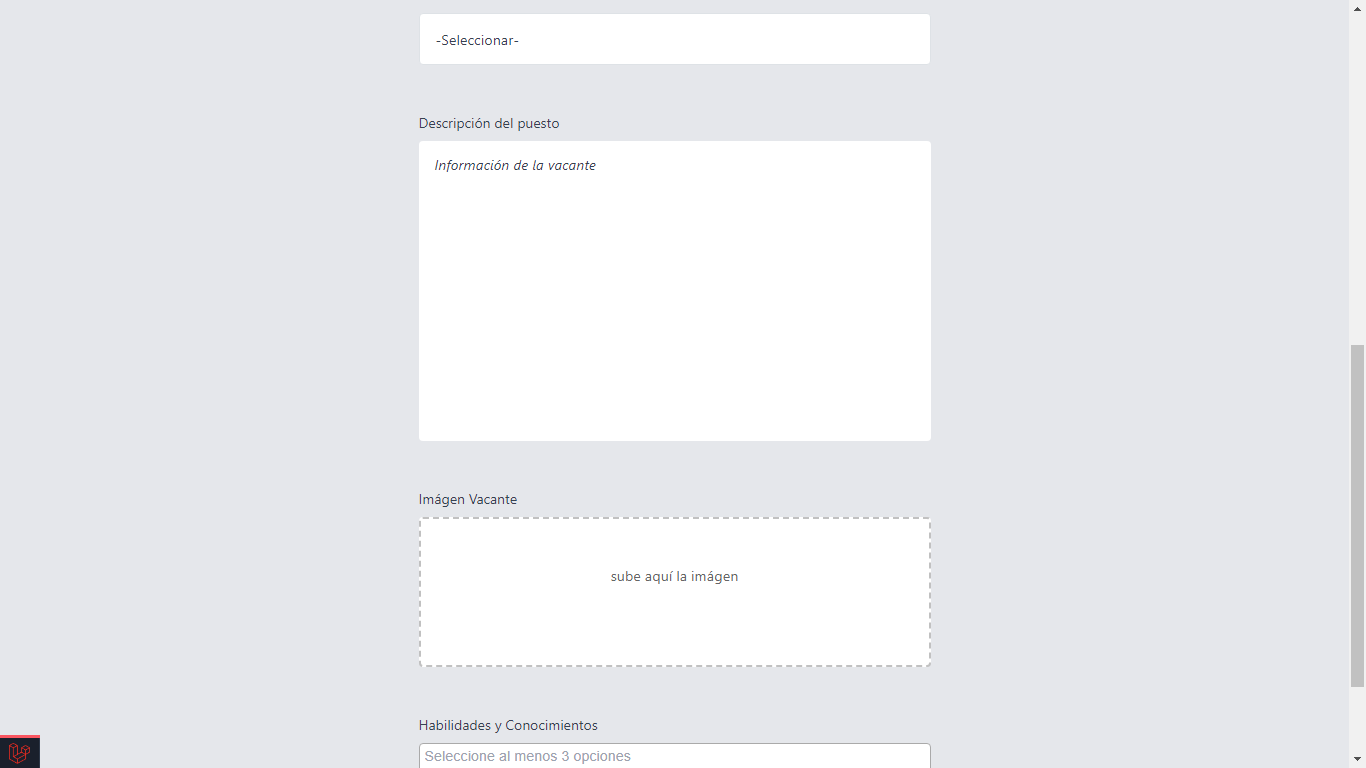 -Seleccionar-
Descripción del puesto
Información de la vacante
Imágen Vacante
sube aquí la imágen
Habilidades y Conocimientos
Seleccione al menos 3 opciones